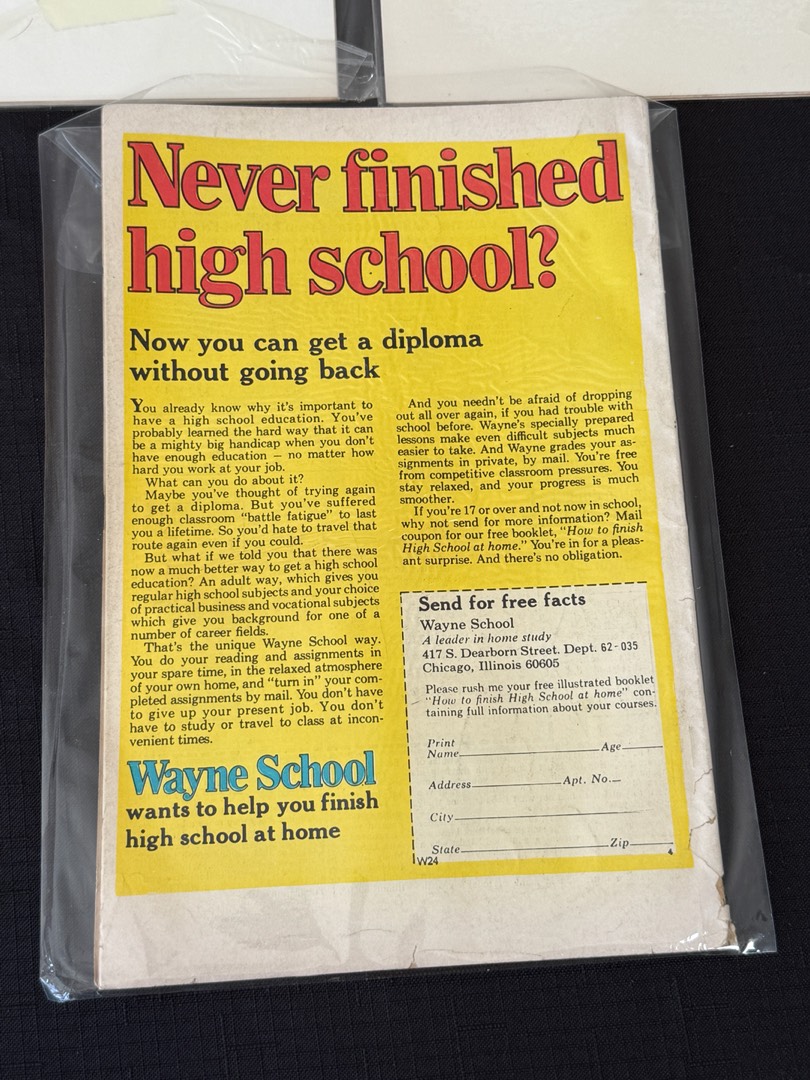 Never finished
high school?
Now you can get a diploma
without going back
You already know why it's important to
have a high school education. You've
probably learned the hard way that it can
be a mighty big handicap when you don't
have enough education — no matter how
hard you work at your job.
What can you do about it?
Maybe you've thought of trying again
to get a diploma. But you've suffered
enough classroom "battle fatigue" to last
you a lifetime. So you'd hate to travel that
route again even if you could.
But what if we told you that there was
now a much better way to get a high school
education? An adult way, which gives you
regular high school subjects and your choice
of practical business and vocational subjects
which give you background for one of a
number of career fields.
That's the unique Wayne School way.
You do your reading and assignments in
your spare time, in the relaxed atmosphere
of your own home, and "turn in" your com-
pleted assignments by mail. You don't have
to give up your present job. You don't
have to study or travel to class at incon-
venient times.
Wayne School
wants to help you finish
high school at home
And you needn't be afraid of dropping
out all over again, if you had trouble with
school before. Wayne's specially prepared
lessons make even difficult subjects much
easier to take. And Wayne grades your as-
signments in private, by mail. You're free
from competitive classroom pressures. You
stay relaxed, and your progress is much
smoother.
If you're 17 or over and not now in school,
why not send for more information? Mail
coupon for our free booklet, "How to finish
High School at home." You're in for a pleas-
ant surprise. And there's no obligation.
Send for free facts
Wayne School
A leader in home study
417 S. Dearborn Street. Dept. 62-035
Chicago, Illinois 60605
Please rush me your free illustrated booklet
"How to finish High School at home" con-
taining full information about your courses.
Print
Name Age
Address Apt. No.
City
State Zip
W24 4